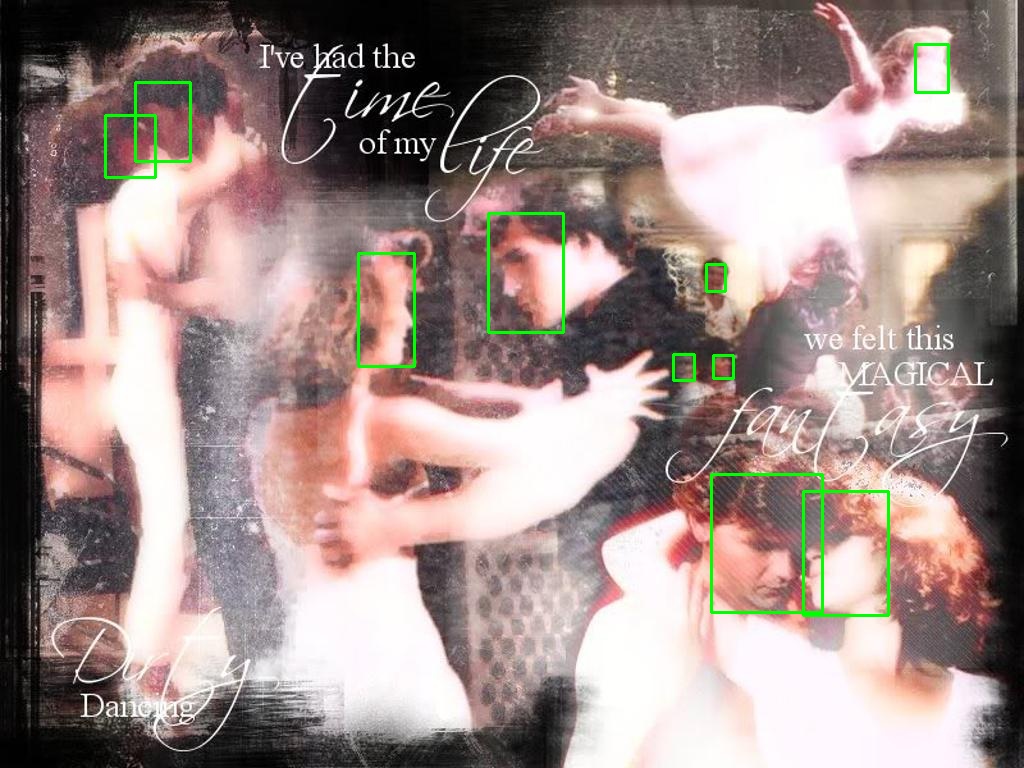 I've had the
time
of my life
we felt this
MAGICAL
fantasy
Dirty
Dancing